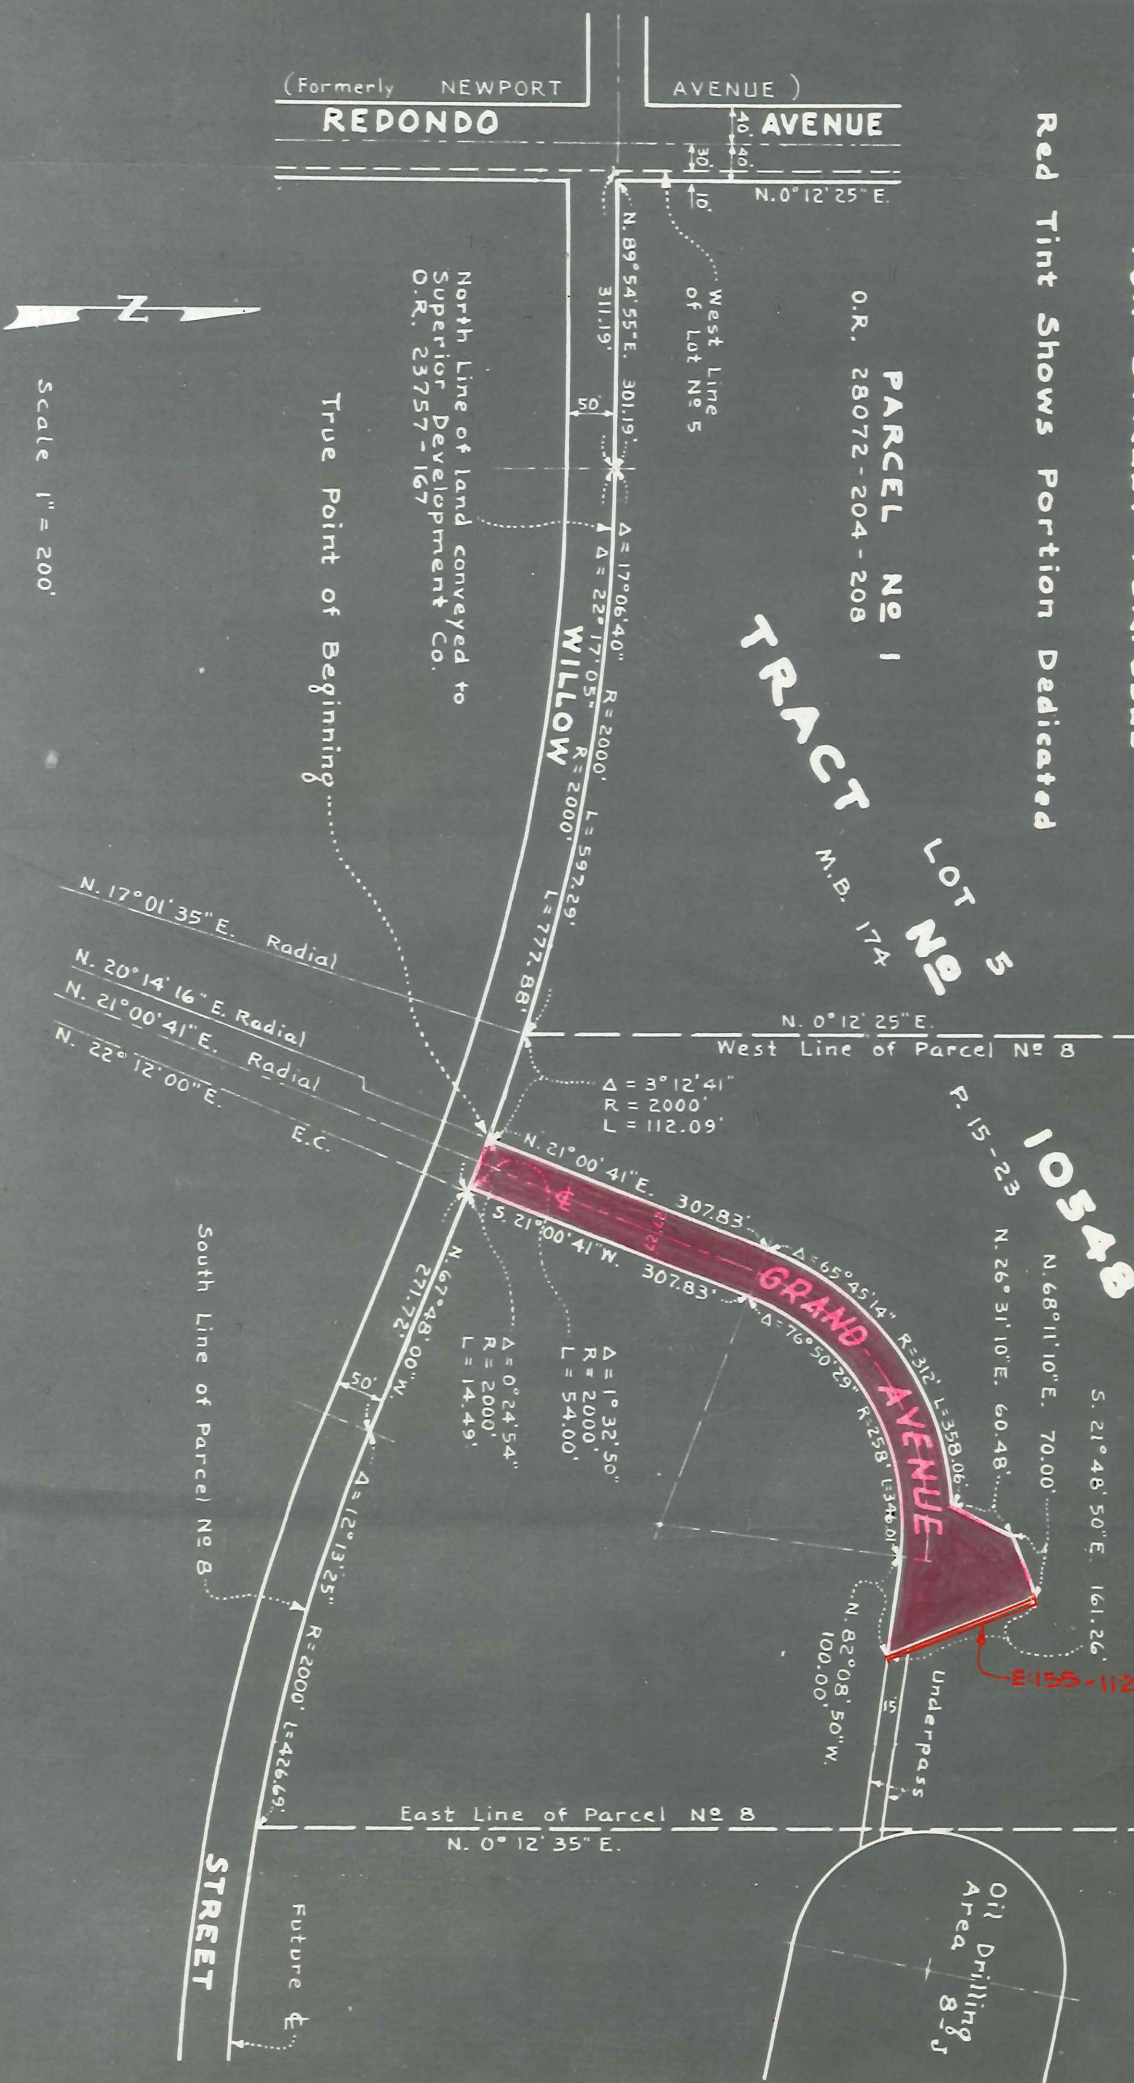 Red Tint Shows Portion Dedicated
(Formerly NEWPORT AVENUE)
REDONDO AVENUE
40'
40'
30'
10'
N. 0° 12' 25" E.
West Line
of Lot Nº 5
N. 89° 54' 55" E. 301.19'
311.19'
50'
PARCEL Nº 1
O.R. 28072 - 204 - 208
North Line of land conveyed to
Superior Development Co.
O.R. 23757 - 167
N
Scale 1" = 200'
True Point of Beginning
Δ = 17° 06' 40" R = 2000' L = 597.29'
Δ = 22° 17' 05" R = 2000' L = 777.88'
WILLOW
TRACT Nº 10548
LOT 5
M.B. 174
P. 15 - 23
N. 17° 01' 35" E. Radial
N. 20° 14' 16" E. Radial
N. 21° 00' 41" E. Radial
N. 22° 12' 00" E.
E.C.
N. 0° 12' 25" E.
West Line of Parcel Nº 8
Δ = 3° 12' 41"
R = 2000'
L = 112.09'
N. 21° 00' 41" E. 307.83'
℄
27' 27'
S. 21° 00' 41" W. 307.83'
GRAND AVENUE
Δ = 65° 45' 14" R = 312' L = 358.06'
Δ = 76° 50' 29" R = 258' L = 346.01'
N. 26° 31' 10" E. 60.48'
N. 68° 11' 10" E. 70.00'
S. 21° 48' 50" E. 161.26'
E:155-112
Δ = 1° 32' 50"
R = 2000'
L = 54.00'
Δ = 0° 24' 54"
R = 2000'
L = 14.49'
N. 67° 48' 00" W.
271.72'
50'
South Line of Parcel Nº 8
Δ = 12° 13' 25" R = 2000' L = 426.69'
N. 82° 08' 50" W.
100.00'
Underpass
15'
East Line of Parcel Nº 8
N. 0° 12' 35" E.
Oil Drilling
Area 8-J
STREET
Future ℄